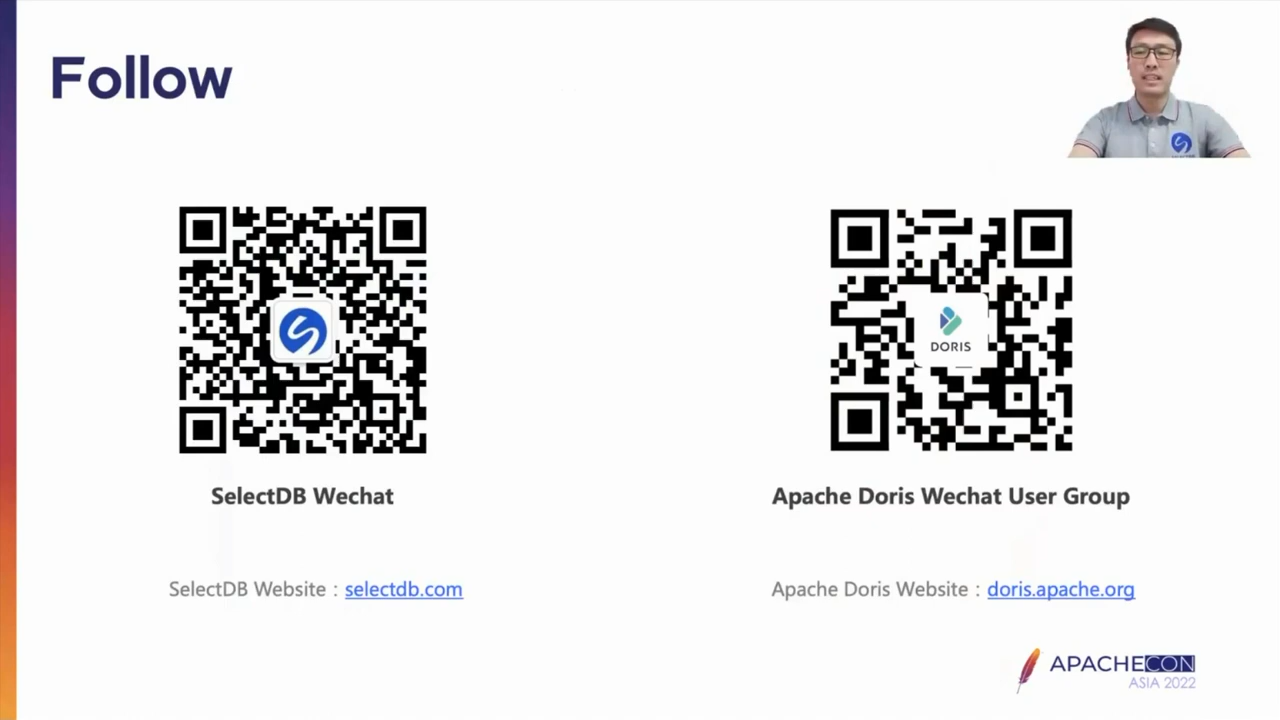 Follow
DORIS
SelectDB Wechat
Apache Doris Wechat User Group
SelectDB Website：selectdb.com
Apache Doris Website：doris.apache.org
APACHECON
ASIA 2022